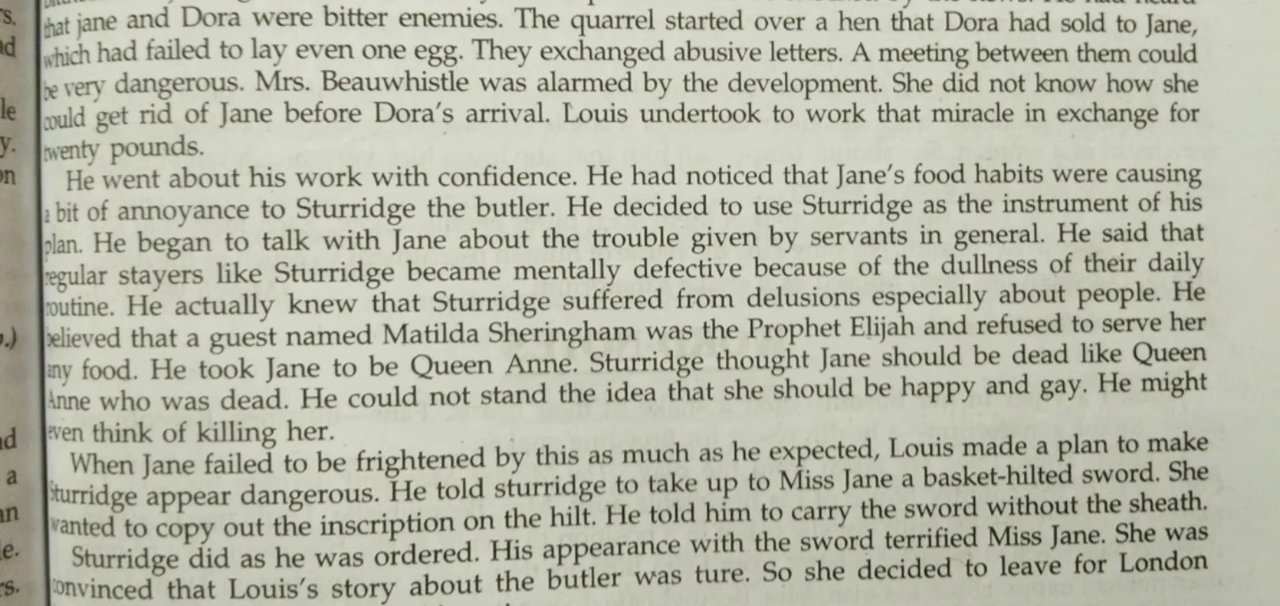 that jane and Dora were bitter enemies. The quarrel started over a hen that Dora had sold to Jane,
which had failed to lay even one egg. They exchanged abusive letters. A meeting between them could
be very dangerous. Mrs. Beauwhistle was alarmed by the development. She did not know how she
could get rid of Jane before Dora's arrival. Louis undertook to work that miracle in exchange for
twenty pounds.
He went about his work with confidence. He had noticed that Jane's food habits were causing
a bit of annoyance to Sturridge the butler. He decided to use Sturridge as the instrument of his
plan. He began to talk with Jane about the trouble given by servants in general. He said that
regular stayers like Sturridge became mentally defective because of the dullness of their daily
routine. He actually knew that Sturridge suffered from delusions especially about people. He
believed that a guest named Matilda Sheringham was the Prophet Elijah and refused to serve her
any food. He took Jane to be Queen Anne. Sturridge thought Jane should be dead like Queen
Anne who was dead. He could not stand the idea that she should be happy and gay. He might
even think of killing her.
When Jane failed to be frightened by this as much as he expected, Louis made a plan to make
Sturridge appear dangerous. He told sturridge to take up to Miss Jane a basket-hilted sword. She
wanted to copy out the inscription on the hilt. He told him to carry the sword without the sheath.
Sturridge did as he was ordered. His appearance with the sword terrified Miss Jane. She was
convinced that Louis's story about the butler was ture. So she decided to leave for London